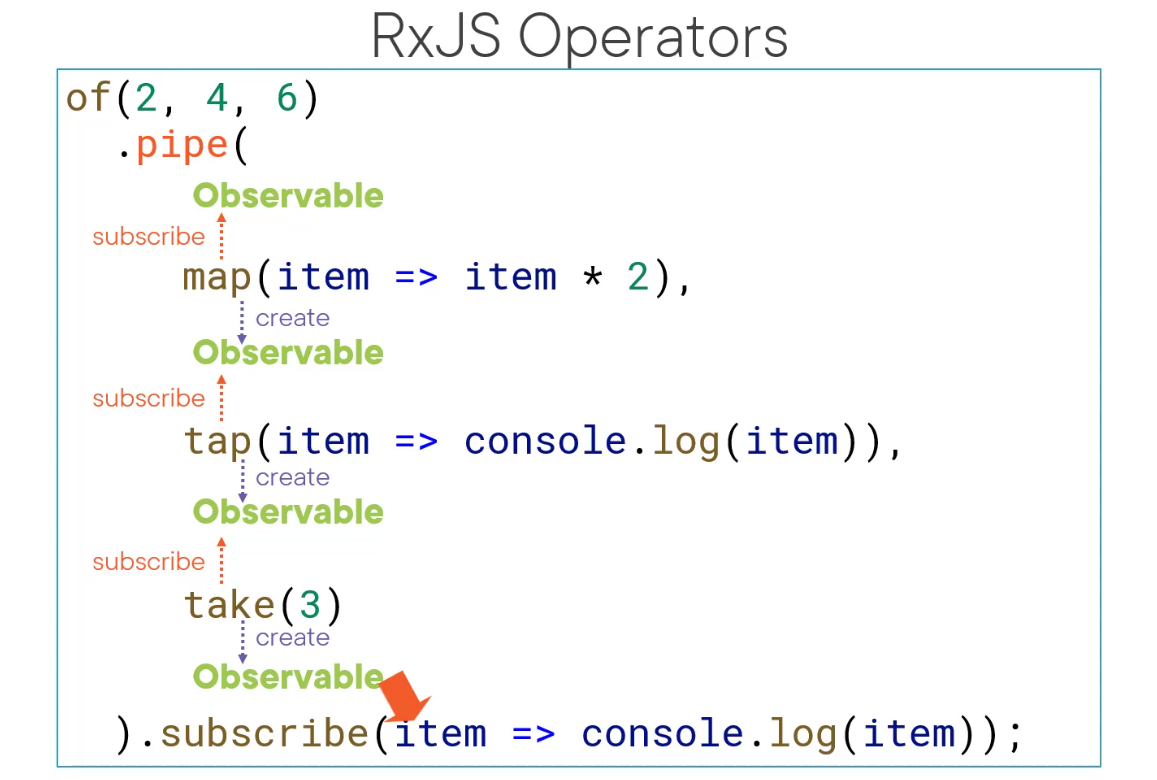 RxJS Operators
of(2, 4, 6)
.pipe(
Observable
subscribe
map(item => item * 2),
create
Observable
subscribe
tap(item => console.log(item)),
create
Observable
subscribe
take(3)
create
Observable
).subscribe(item => console.log(item));